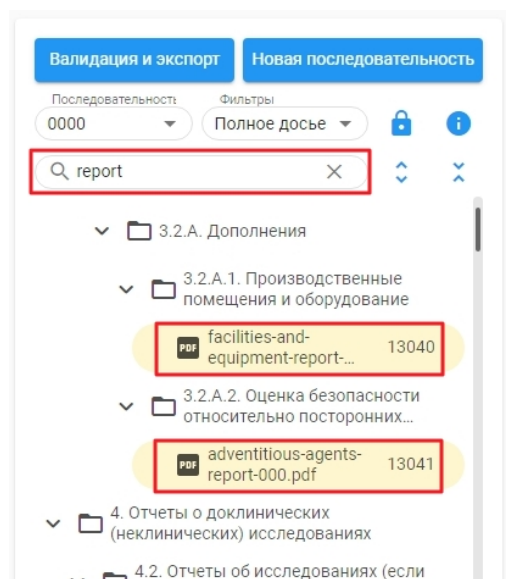 Валидация и экспорт
Новая последовательность
Последовательность
Фильтры
0000
Полное досье
report
3.2.А. Дополнения
3.2.А.1. Производственные
помещения и оборудование
PDF
facilities-and-
equipment-report-...
13040
3.2.А.2. Оценка безопасности
относительно посторонних...
PDF
adventitious-agents-
report-000.pdf
13041
4. Отчеты о доклинических
(неклинических) исследованиях
4.2. Отчеты об исследованиях (если